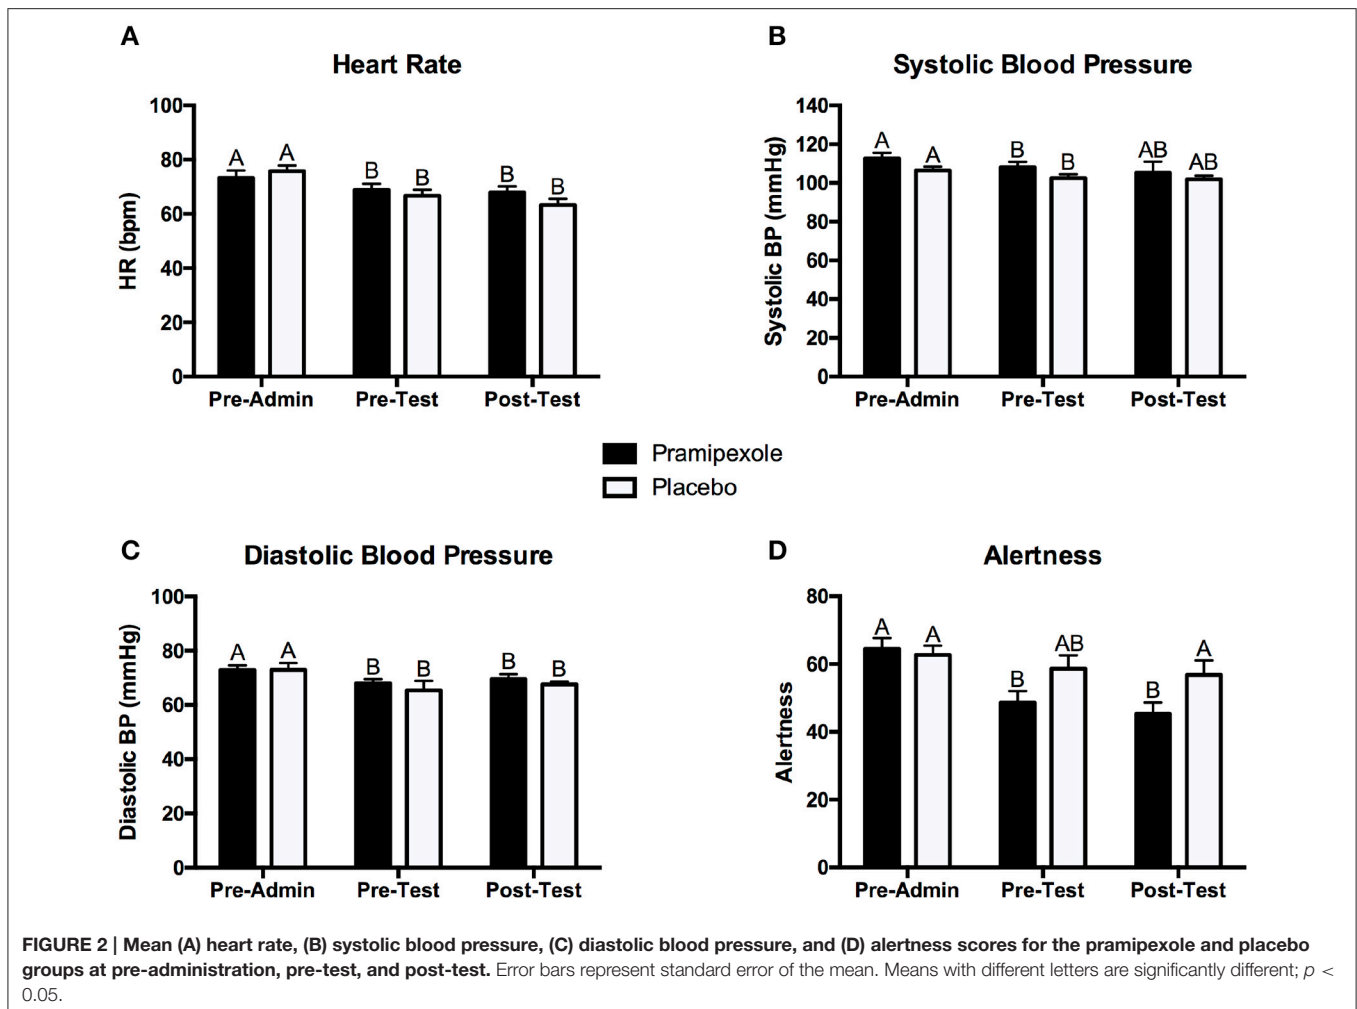 A
Heart Rate
HR (bpm)
100
80
60
40
20
0
A A B B B B
Pre-Admin Pre-Test Post-Test
B
Systolic Blood Pressure
Systolic BP (mmHg)
140
120
100
80
60
40
20
0
A A B B AB AB
Pre-Admin Pre-Test Post-Test
Pramipexole
Placebo
C
Diastolic Blood Pressure
Diastolic BP (mmHg)
100
80
60
40
20
0
A A B B B B
Pre-Admin Pre-Test Post-Test
D
Alertness
Alertness
80
60
40
20
0
A A B AB B A
Pre-Admin Pre-Test Post-Test
FIGURE 2 | Mean (A) heart rate, (B) systolic blood pressure, (C) diastolic blood pressure, and (D) alertness scores for the pramipexole and placebo
groups at pre-administration, pre-test, and post-test. Error bars represent standard error of the mean. Means with different letters are significantly different; p <
0.05.